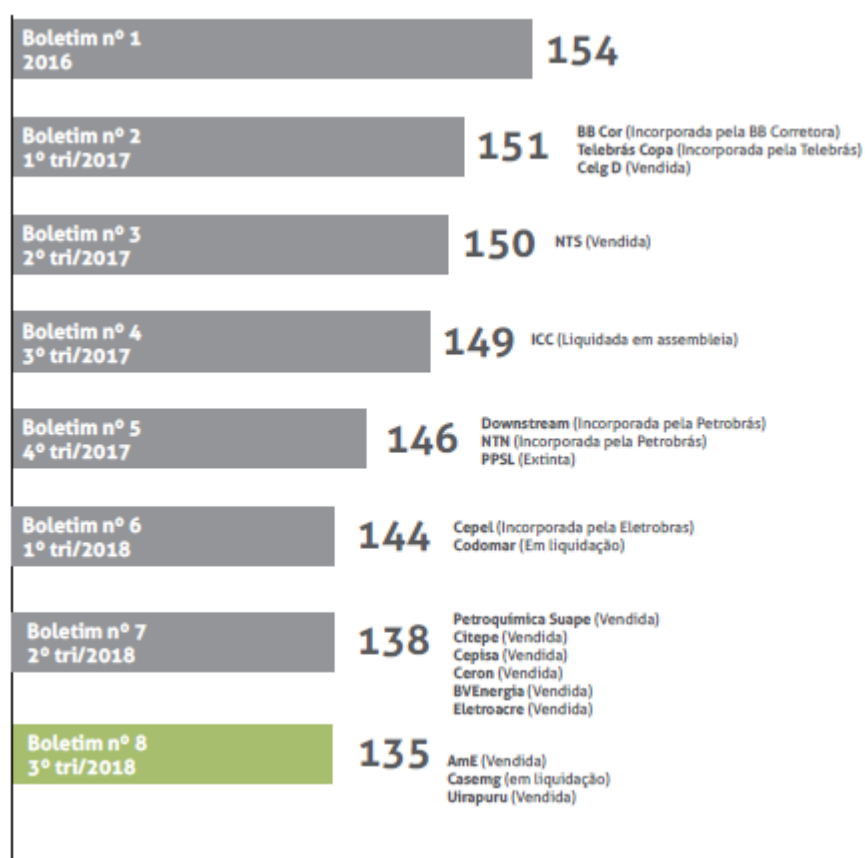 Boletim nº 1
2016
154
Boletim nº 2
1º tri/2017
151
BB Cor (Incorporada pela BB Corretora)
Telebrás Copa (Incorporada pela Telebrás)
Celg D (Vendida)
Boletim nº 3
2º tri/2017
150
NTS (Vendida)
Boletim nº 4
3º tri/2017
149
ICC (Liquidada em assembleia)
Boletim nº 5
4º tri/2017
146
Downstream (Incorporada pela Petrobrás)
NTN (Incorporada pela Petrobrás)
PPSL (Extinta)
Boletim nº 6
1º tri/2018
144
Cepel (Incorporada pela Eletrobras)
Codomar (Em liquidação)
Boletim nº 7
2º tri/2018
138
Petroquímica Suape (Vendida)
Citepe (Vendida)
Cepisa (Vendida)
Ceron (Vendida)
BVEnergia (Vendida)
Eletroacre (Vendida)
Boletim nº 8
3º tri/2018
135
AmE (Vendida)
Casemg (em liquidação)
Uirapuru (Vendida)